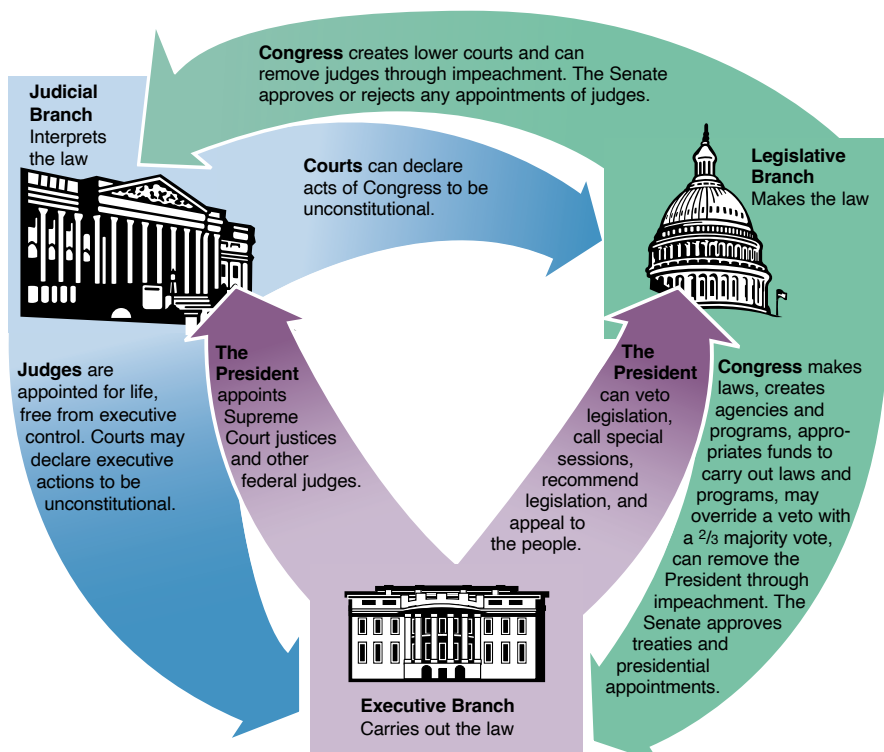 Congress creates lower courts and can
remove judges through impeachment. The Senate
approves or rejects any appointments of judges.
Judicial
Branch
Interprets
the law
Courts can declare
acts of Congress to be
unconstitutional.
Legislative
Branch
Makes the law
Judges are
appointed for life,
free from executive
control. Courts may
declare executive
actions to be
unconstitutional.
The
President
appoints
Supreme
Court justices
and other
federal judges.
The
President
can veto
legislation,
call special
sessions,
recommend
legislation, and
appeal to
the people.
Congress makes
laws, creates
agencies and
programs, appro-
priates funds to
carry out laws and
programs, may
override a veto with
a 2/3 majority vote,
can remove the
President through
impeachment. The
Senate approves
treaties and
presidential
appointments.
Executive Branch
Carries out the law